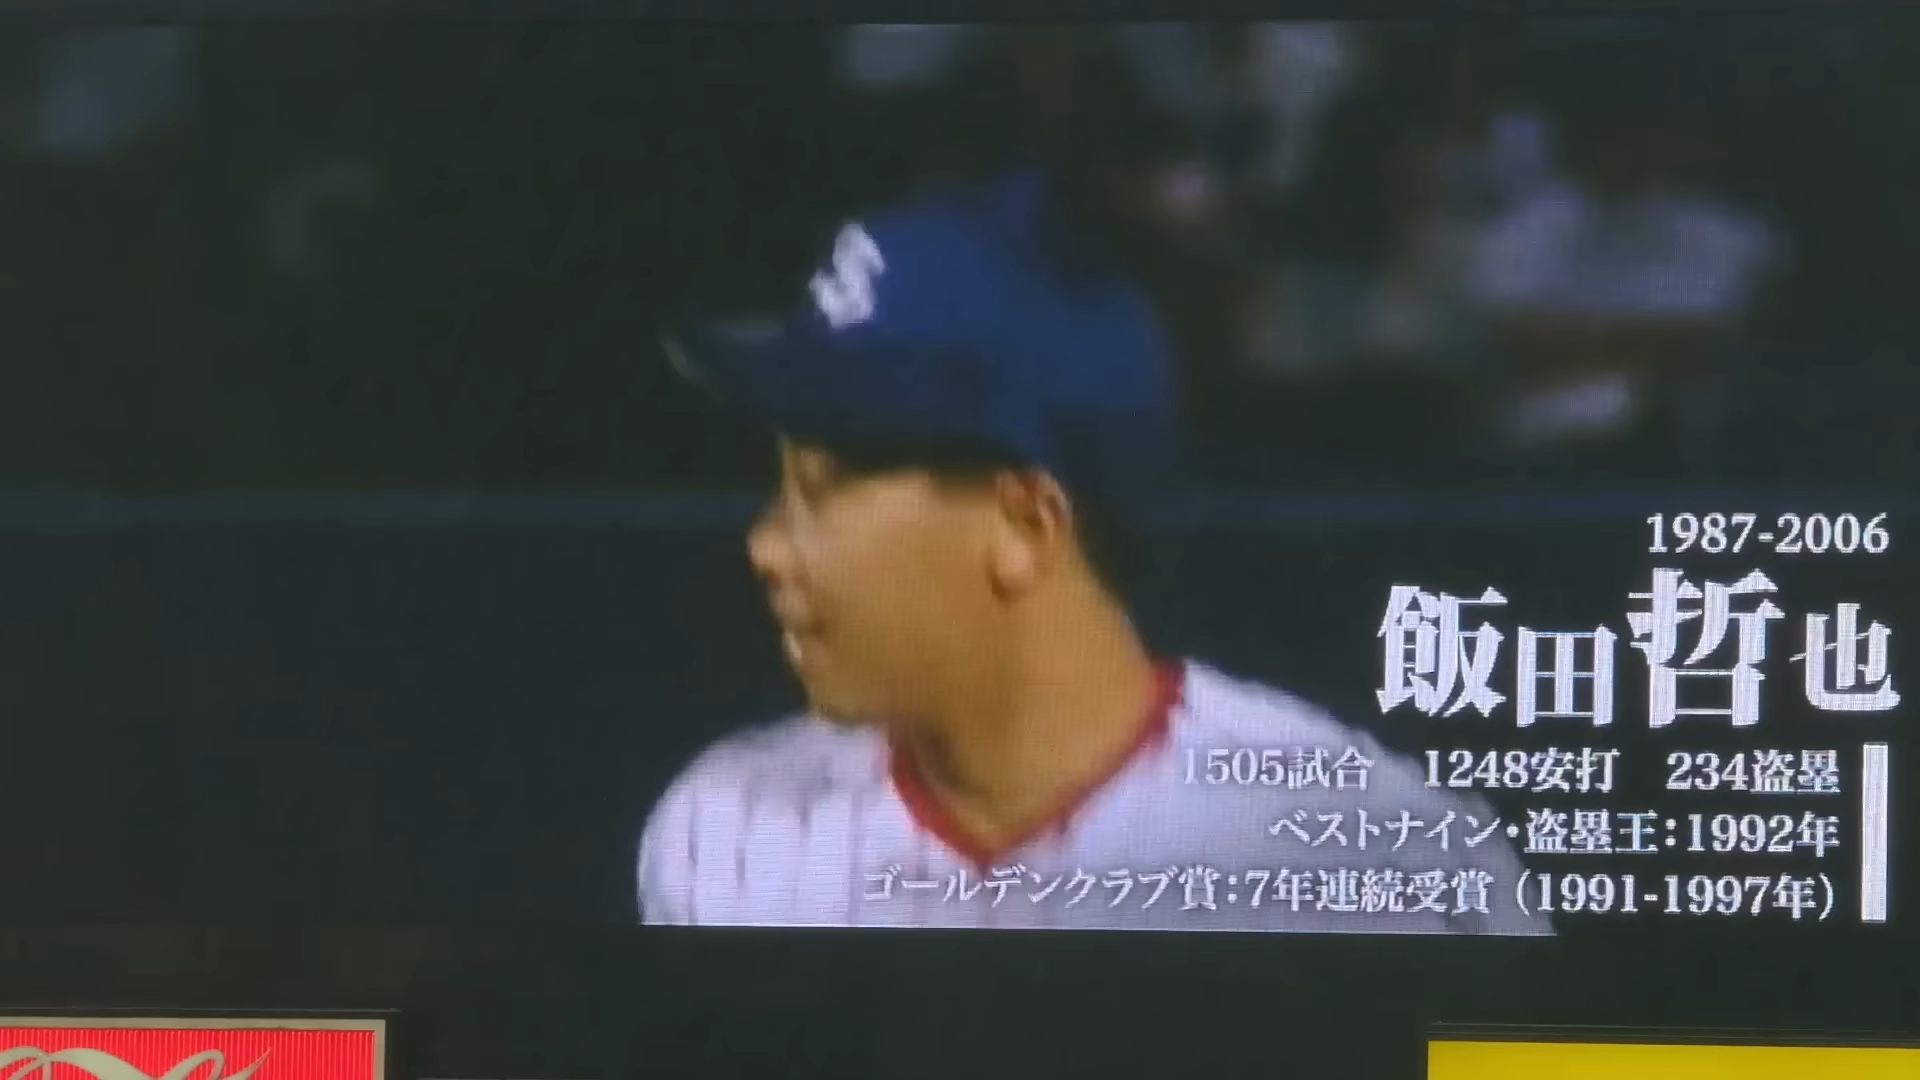 1987-2006
飯田哲也
1505試合　1248安打　234盗塁
ベストナイン・盗塁王：1992年
ゴールデングラブ賞：7年連続受賞（1991-1997年）